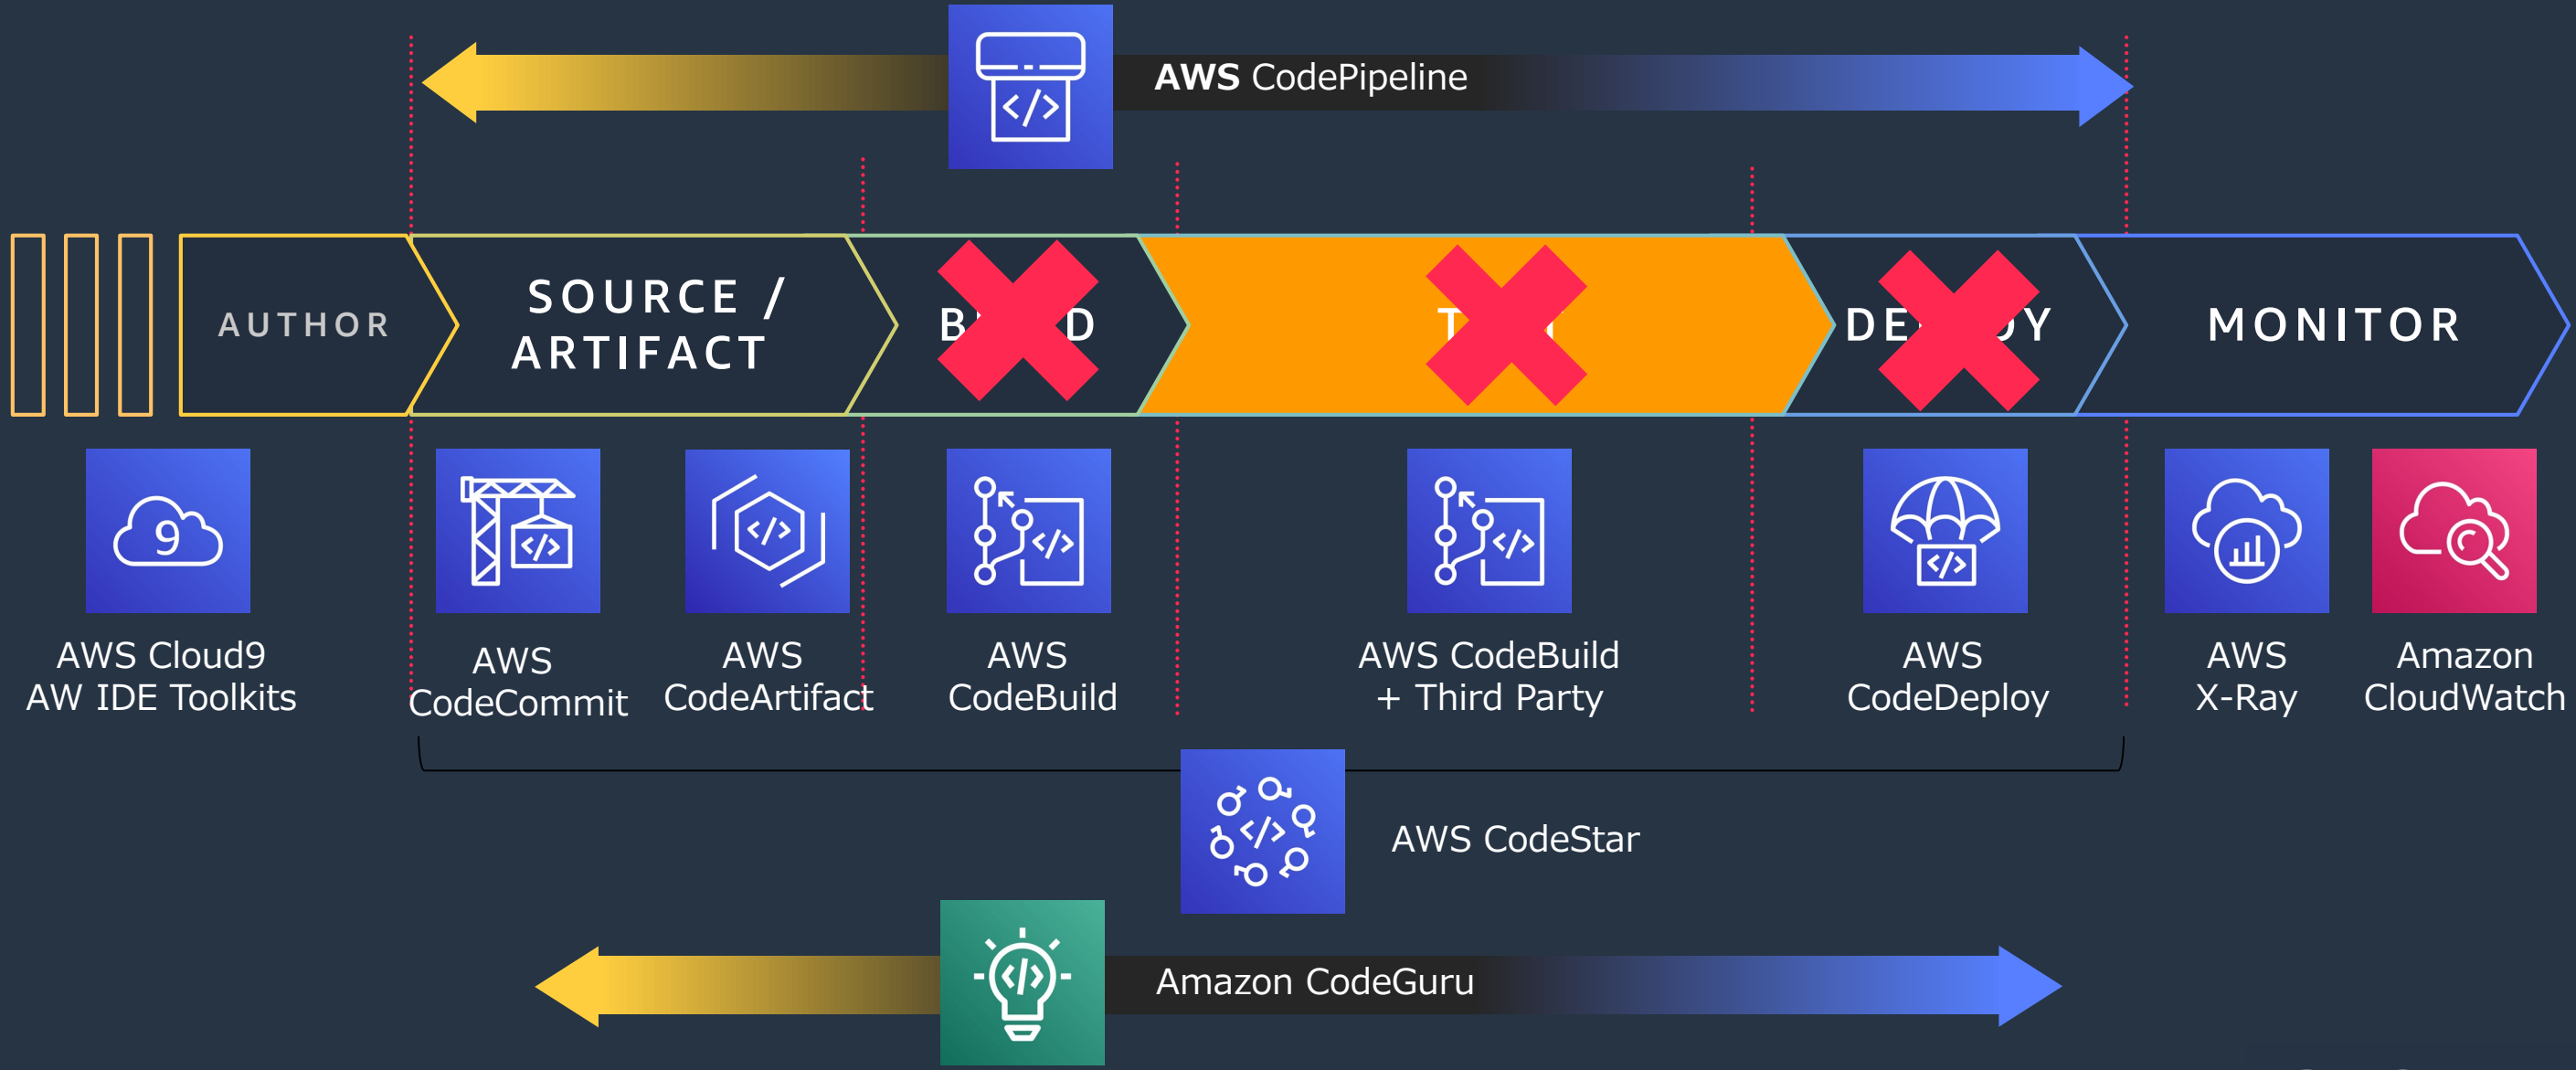 AWS CodePipeline
AUTHOR
SOURCE /
ARTIFACT
MONITOR
9
AWS Cloud9
AW IDE Toolkits
AWS
CodeCommit
AWS
CodeArtifact
AWS
CodeBuild
AWS CodeBuild
+ Third Party
AWS
CodeDeploy
AWS
X-Ray
Amazon
CloudWatch
AWS CodeStar
Amazon CodeGuru